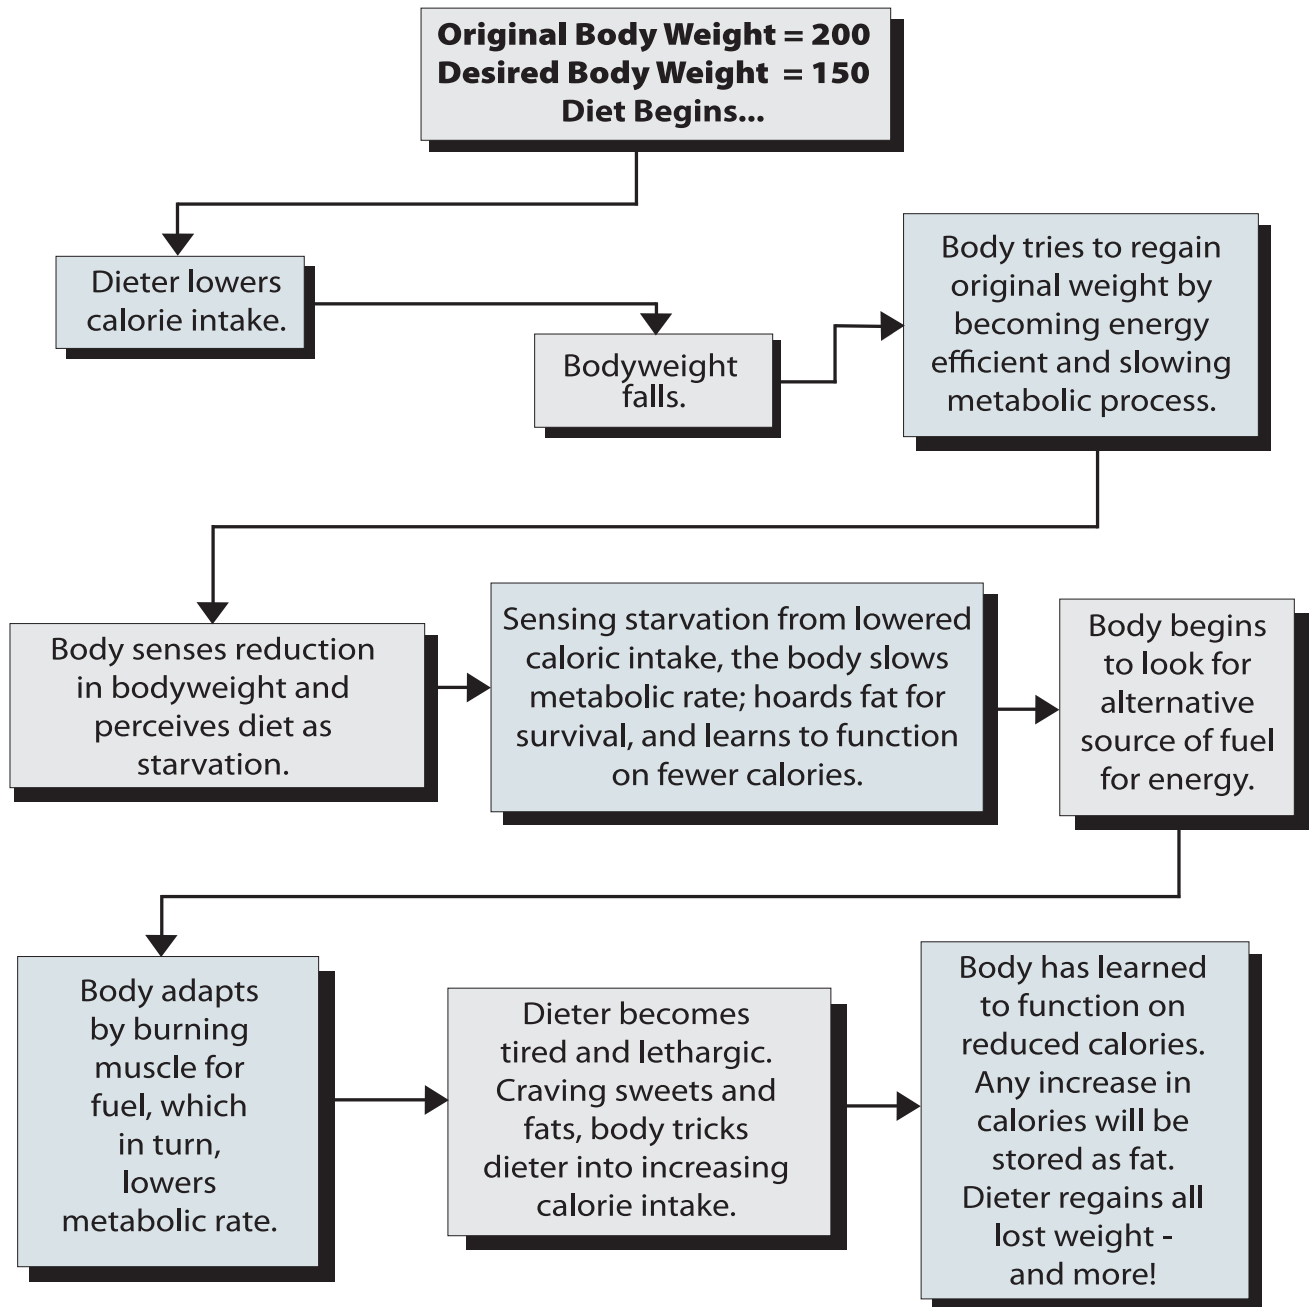 Original Body Weight = 200
Desired Body Weight = 150
Diet Begins...
Dieter lowers
calorie intake.
Bodyweight
falls.
Body tries to regain
original weight by
becoming energy
efficient and slowing
metabolic process.
Body senses reduction
in bodyweight and
perceives diet as
starvation.
Sensing starvation from lowered
caloric intake, the body slows
metabolic rate; hoards fat for
survival, and learns to function
on fewer calories.
Body begins
to look for
alternative
source of fuel
for energy.
Body adapts
by burning
muscle for
fuel, which
in turn,
lowers
metabolic rate.
Dieter becomes
tired and lethargic.
Craving sweets and
fats, body tricks
dieter into increasing
calorie intake.
Body has learned
to function on
reduced calories.
Any increase in
calories will be
stored as fat.
Dieter regains all
lost weight -
and more!